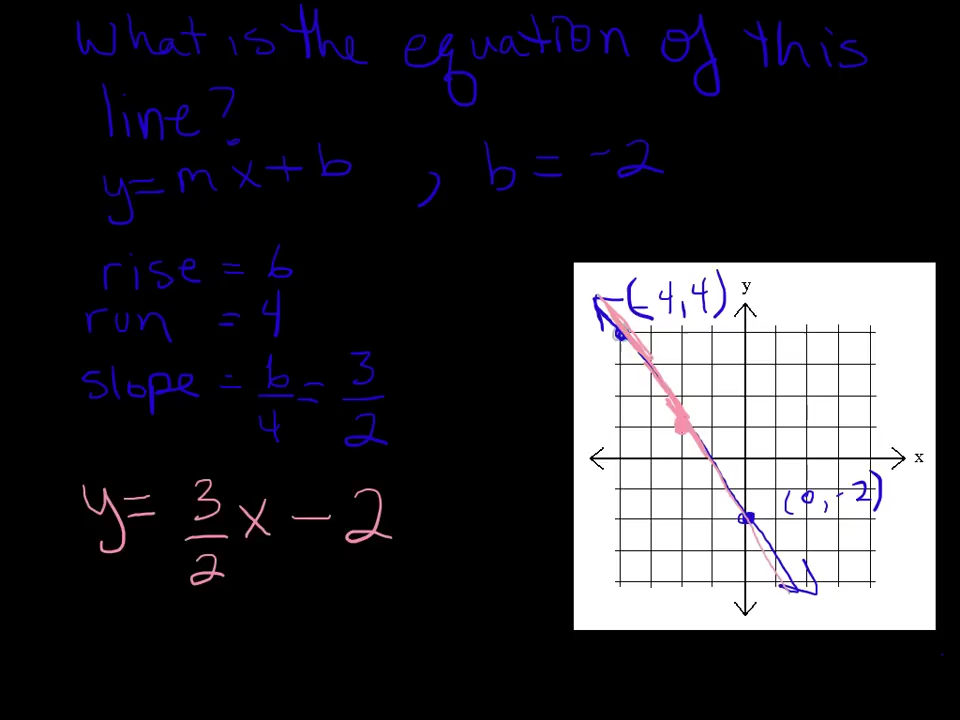 What is the equation of this
line?
y = mx + b , b = -2
rise = 6
run = 4
slope = 6/4 = 3/2
y = 3/2 x - 2
(-4,4)
y
x
(0,-2)